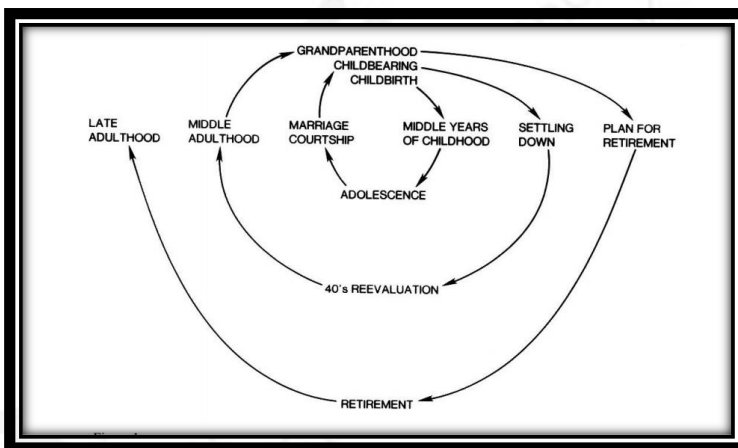 GRANDPARENTHOOD
CHILDBEARING
CHILDBIRTH
LATE
ADULTHOOD
MIDDLE
ADULTHOOD
MARRIAGE
COURTSHIP
MIDDLE YEARS
OF CHILDHOOD
SETTLING
DOWN
PLAN FOR
RETIREMENT
ADOLESCENCE
40's REEVALUATION
RETIREMENT